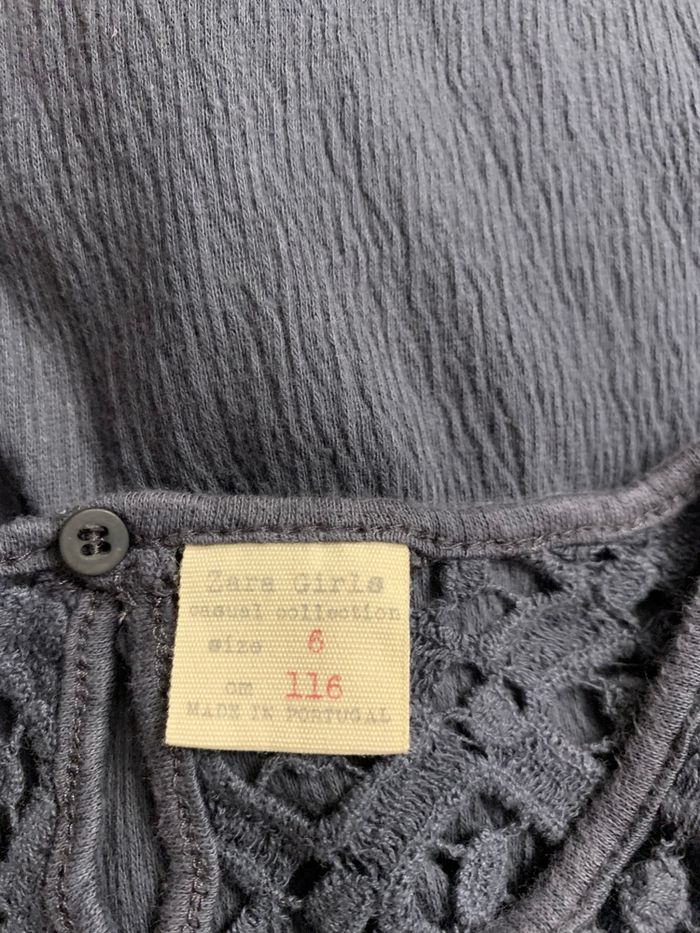 Zara Girls
casual collection
size 6
cm 116
MADE IN PORTUGAL